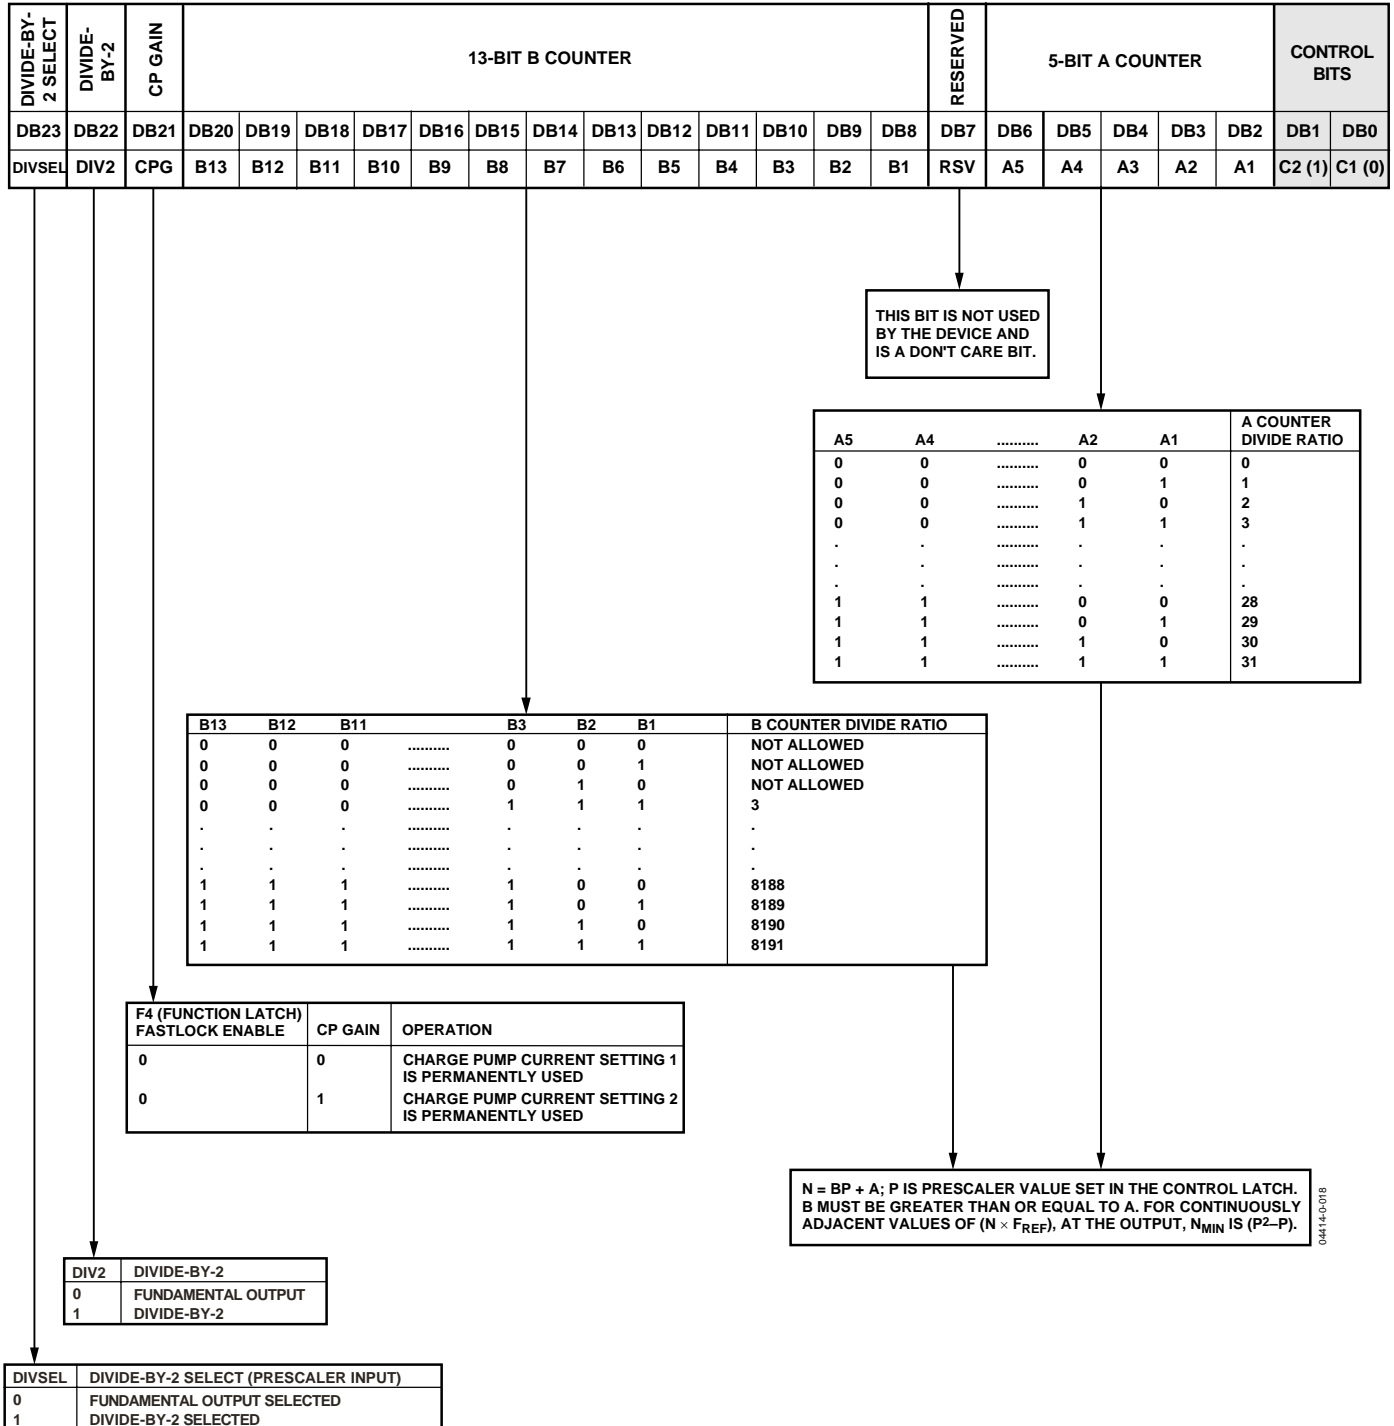 DIVIDE-BY-
2 SELECT
DIVIDE-
BY-2
CP GAIN
13-BIT B COUNTER
RESERVED
5-BIT A COUNTER
CONTROL
BITS
DB23 DB22 DB21 DB20 DB19 DB18 DB17 DB16 DB15 DB14 DB13 DB12 DB11 DB10 DB9 DB8 DB7 DB6 DB5 DB4 DB3 DB2 DB1 DB0
DIVSEL DIV2 CPG B13 B12 B11 B10 B9 B8 B7 B6 B5 B4 B3 B2 B1 RSV A5 A4 A3 A2 A1 C2 (1) C1 (0)
THIS BIT IS NOT USED
BY THE DEVICE AND
IS A DON'T CARE BIT.
A5 A4 .......... A2 A1 A COUNTER
DIVIDE RATIO
0 0 .......... 0 0 0
0 0 .......... 0 1 1
0 0 .......... 1 0 2
0 0 .......... 1 1 3
. . .......... . . .
. . .......... . . .
. . .......... . . .
1 1 .......... 0 0 28
1 1 .......... 0 1 29
1 1 .......... 1 0 30
1 1 .......... 1 1 31
B13 B12 B11 B3 B2 B1 B COUNTER DIVIDE RATIO
0 0 0 .......... 0 0 0 NOT ALLOWED
0 0 0 .......... 0 0 1 NOT ALLOWED
0 0 0 .......... 0 1 0 NOT ALLOWED
0 0 0 .......... 1 1 1 3
. . . .......... . . . .
. . . .......... . . . .
. . . .......... . . . .
1 1 1 .......... 1 0 0 8188
1 1 1 .......... 1 0 1 8189
1 1 1 .......... 1 1 0 8190
1 1 1 .......... 1 1 1 8191
F4 (FUNCTION LATCH)
FASTLOCK ENABLE CP GAIN OPERATION
0 0 CHARGE PUMP CURRENT SETTING 1
IS PERMANENTLY USED
0 1 CHARGE PUMP CURRENT SETTING 2
IS PERMANENTLY USED
N = BP + A; P IS PRESCALER VALUE SET IN THE CONTROL LATCH.
B MUST BE GREATER THAN OR EQUAL TO A. FOR CONTINUOUSLY
ADJACENT VALUES OF (N × FREF), AT THE OUTPUT, NMIN IS (P2–P).
04414-0-018
DIV2 DIVIDE-BY-2
0 FUNDAMENTAL OUTPUT
1 DIVIDE-BY-2
DIVSEL DIVIDE-BY-2 SELECT (PRESCALER INPUT)
0 FUNDAMENTAL OUTPUT SELECTED
1 DIVIDE-BY-2 SELECTED